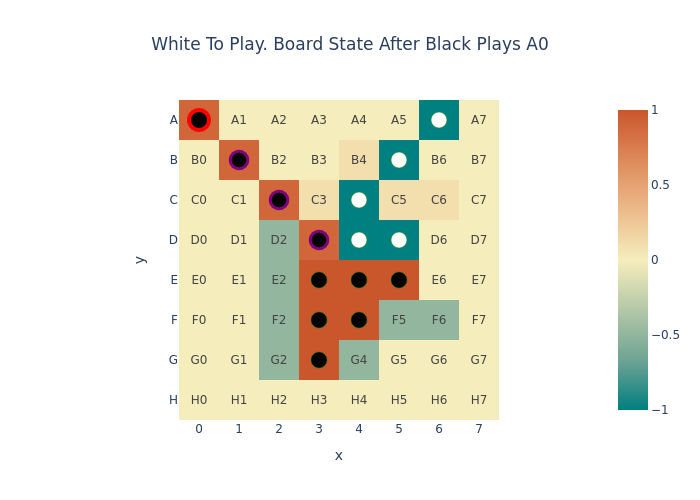 White To Play. Board State After Black Plays A0
A A1 A2 A3 A4 A5 A7
B B0 B2 B3 B4 B6 B7
C C0 C1 C3 C5 C6 C7
D D0 D1 D2 D6 D7
E E0 E1 E2 E6 E7
F F0 F1 F2 F5 F6 F7
G G0 G1 G2 G4 G5 G6 G7
H H0 H1 H2 H3 H4 H5 H6 H7
0 1 2 3 4 5 6 7
x
y
1
0.5
0
−0.5
−1